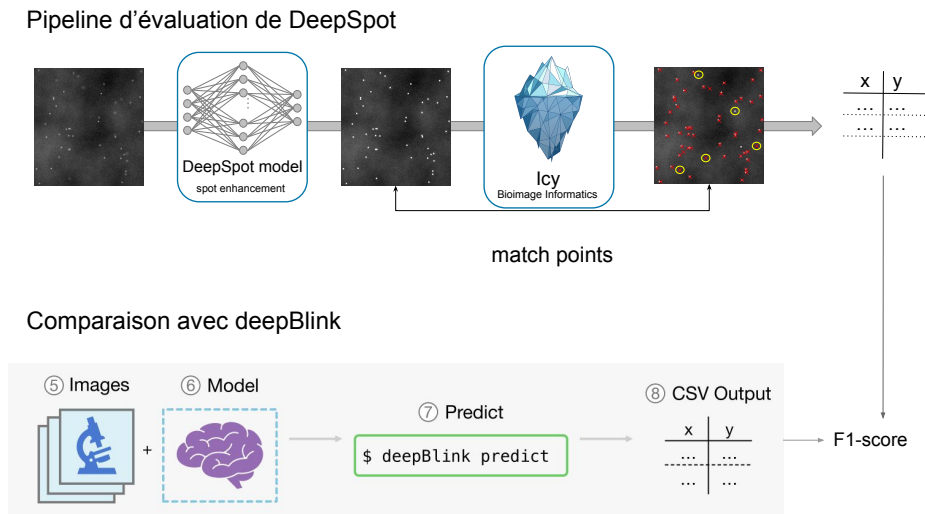 Pipeline d'évaluation de DeepSpot
x y
... ...
... ...
DeepSpot model
spot enhancement
Icy
Bioimage Informatics
match points
Comparaison avec deepBlink
⑤ Images
⑥ Model
⑦ Predict
⑧ CSV Output
+
$ deepBlink predict
x y
... ...
... ...
F1-score